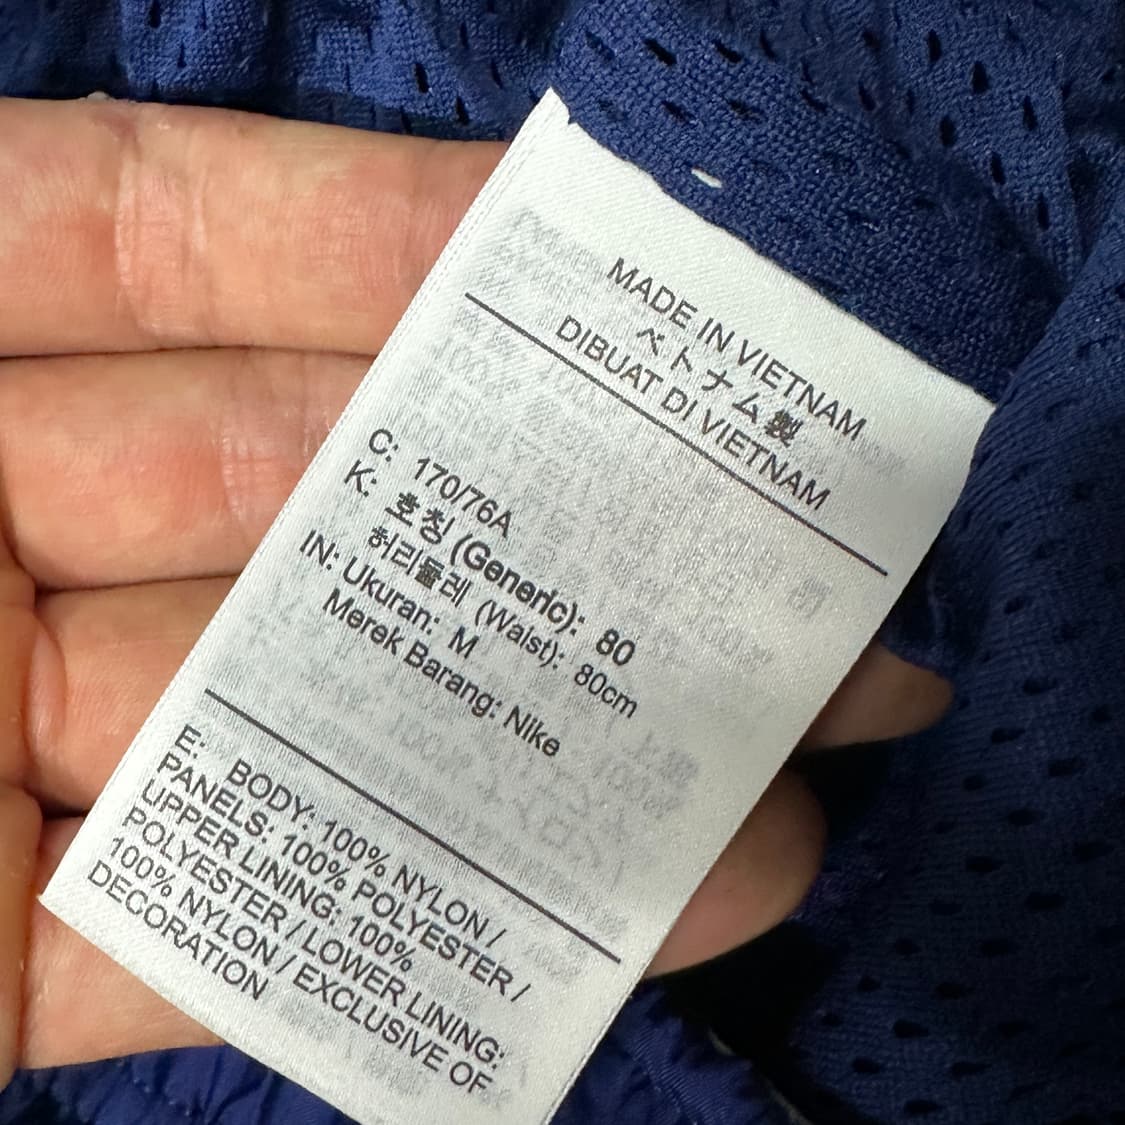 MADE IN VIETNAM
ベトナム製
DIBUAT DI VIETNAM
C: 170/76A
K: 호칭 (Generic): 80
허리둘레 (Waist): 80cm
IN: Ukuran: M
Merek Barang: Nike
E: BODY: 100% NYLON /
PANELS: 100% POLYESTER /
UPPER LINING: 100%
POLYESTER / LOWER LINING:
100% NYLON / EXCLUSIVE OF
DECORATION